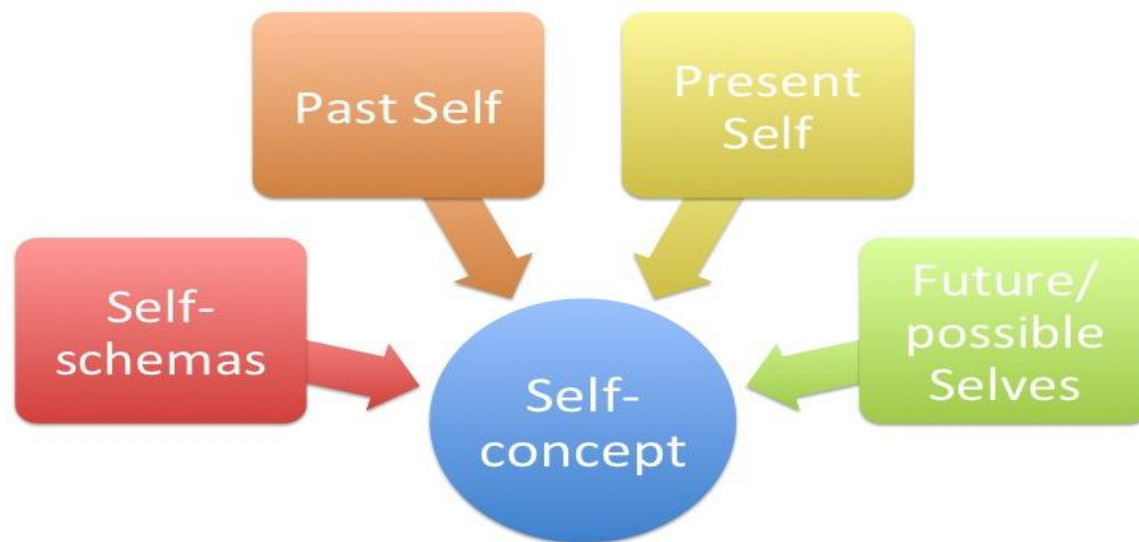 Past Self
Present
Self
Self-
schemas
Future/
possible
Selves
Self-
concept